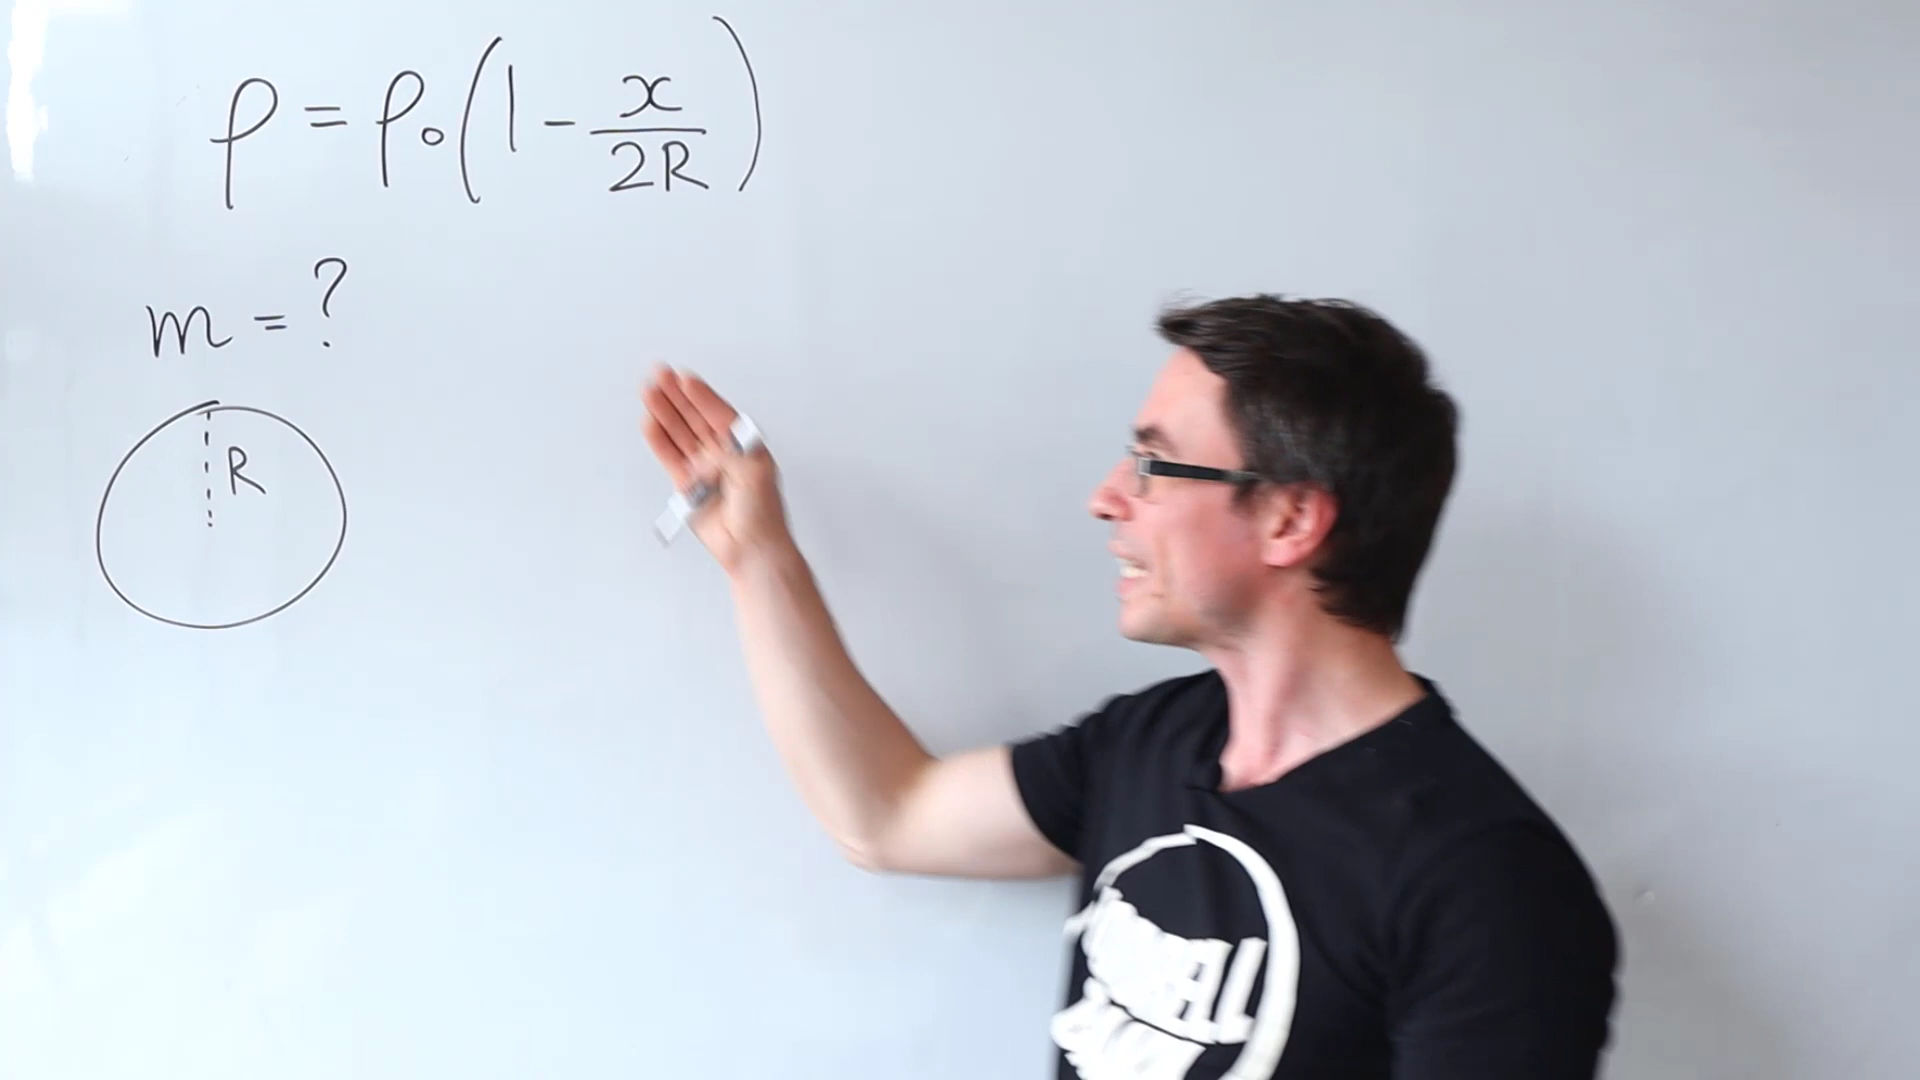 ρ = ρ₀(1 - x/2R)
m = ?
R